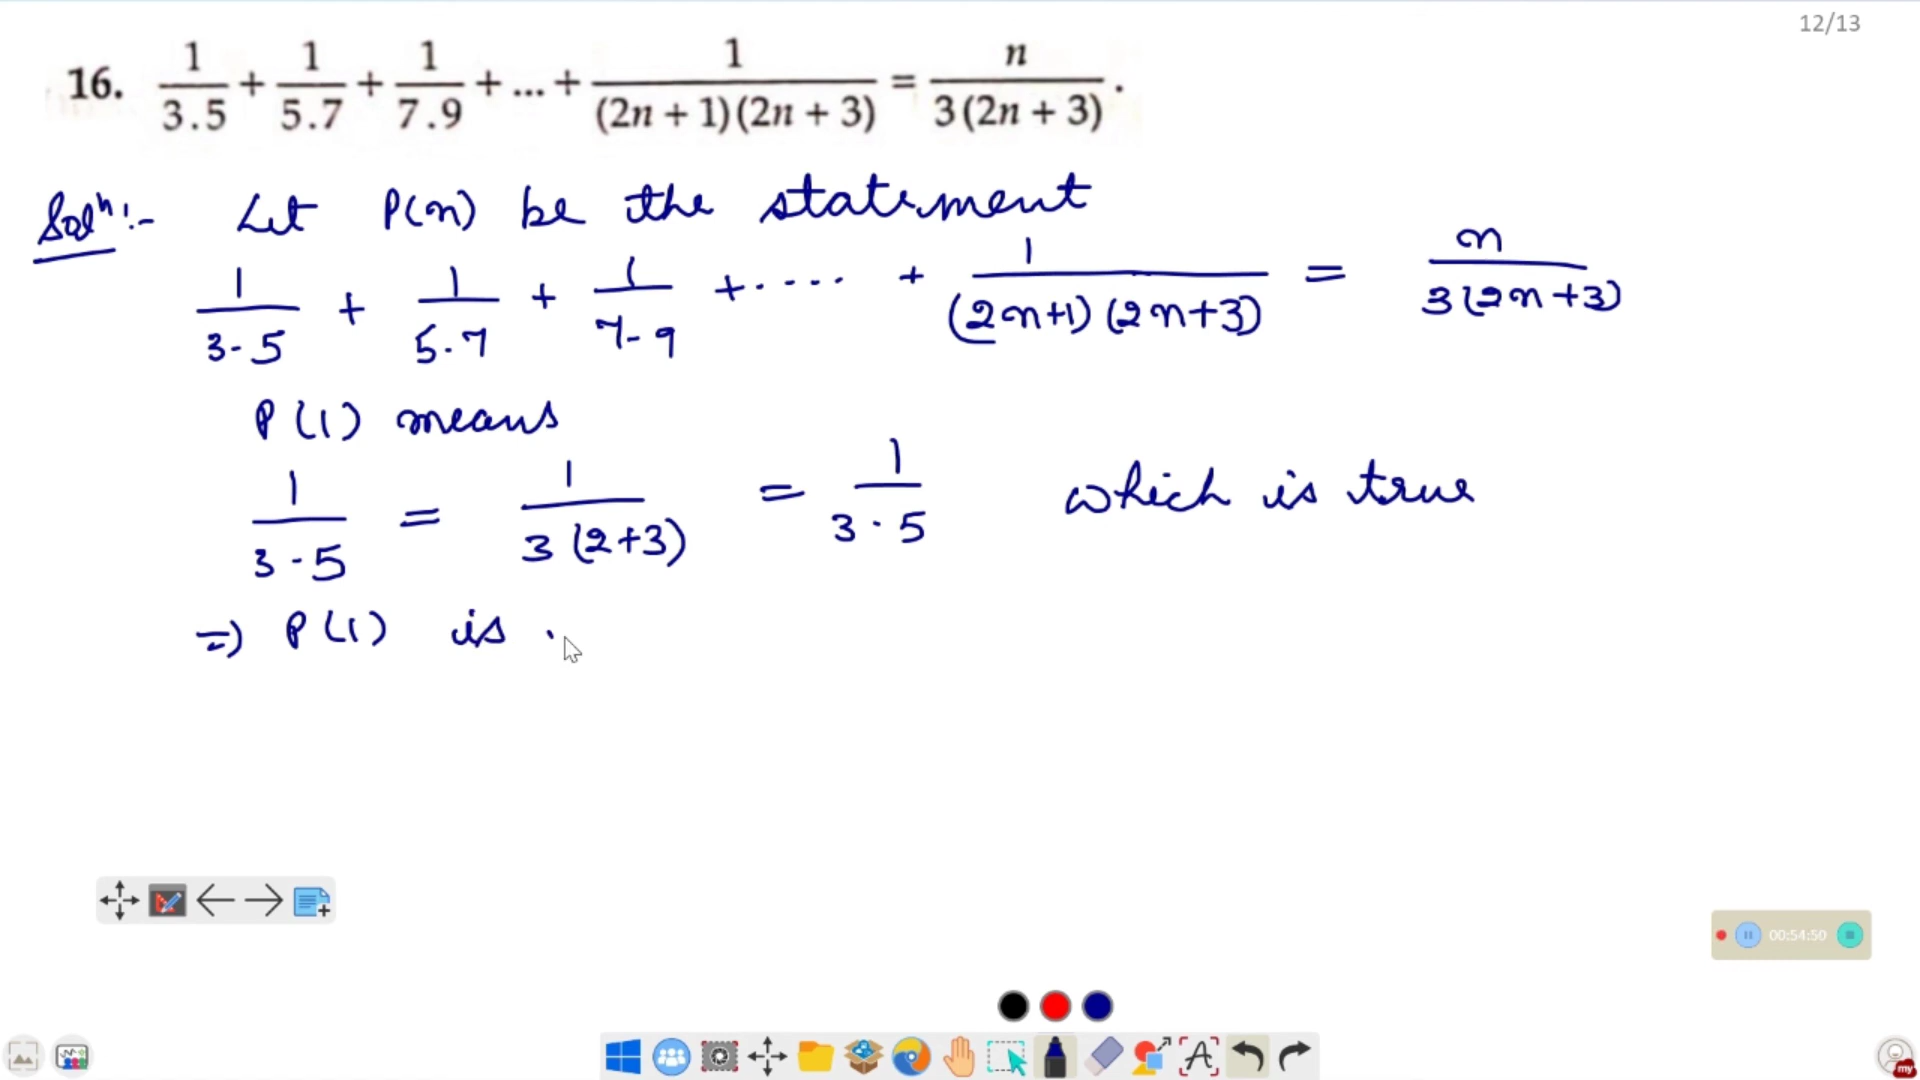 12/13
16. 1/3.5 + 1/5.7 + 1/7.9 + ... + 1/(2n + 1)(2n + 3) = n/3(2n + 3).
Solⁿ:- Let P(n) be the statement
1/3·5 + 1/5·7 + 1/7·9 + ..... + 1/(2n+1)(2n+3) = n/3(2n+3)
P(1) means
1/3·5 = 1/3(2+3) = 1/3·5 which is true
⇒ P(1) is
00:54:50
A
my